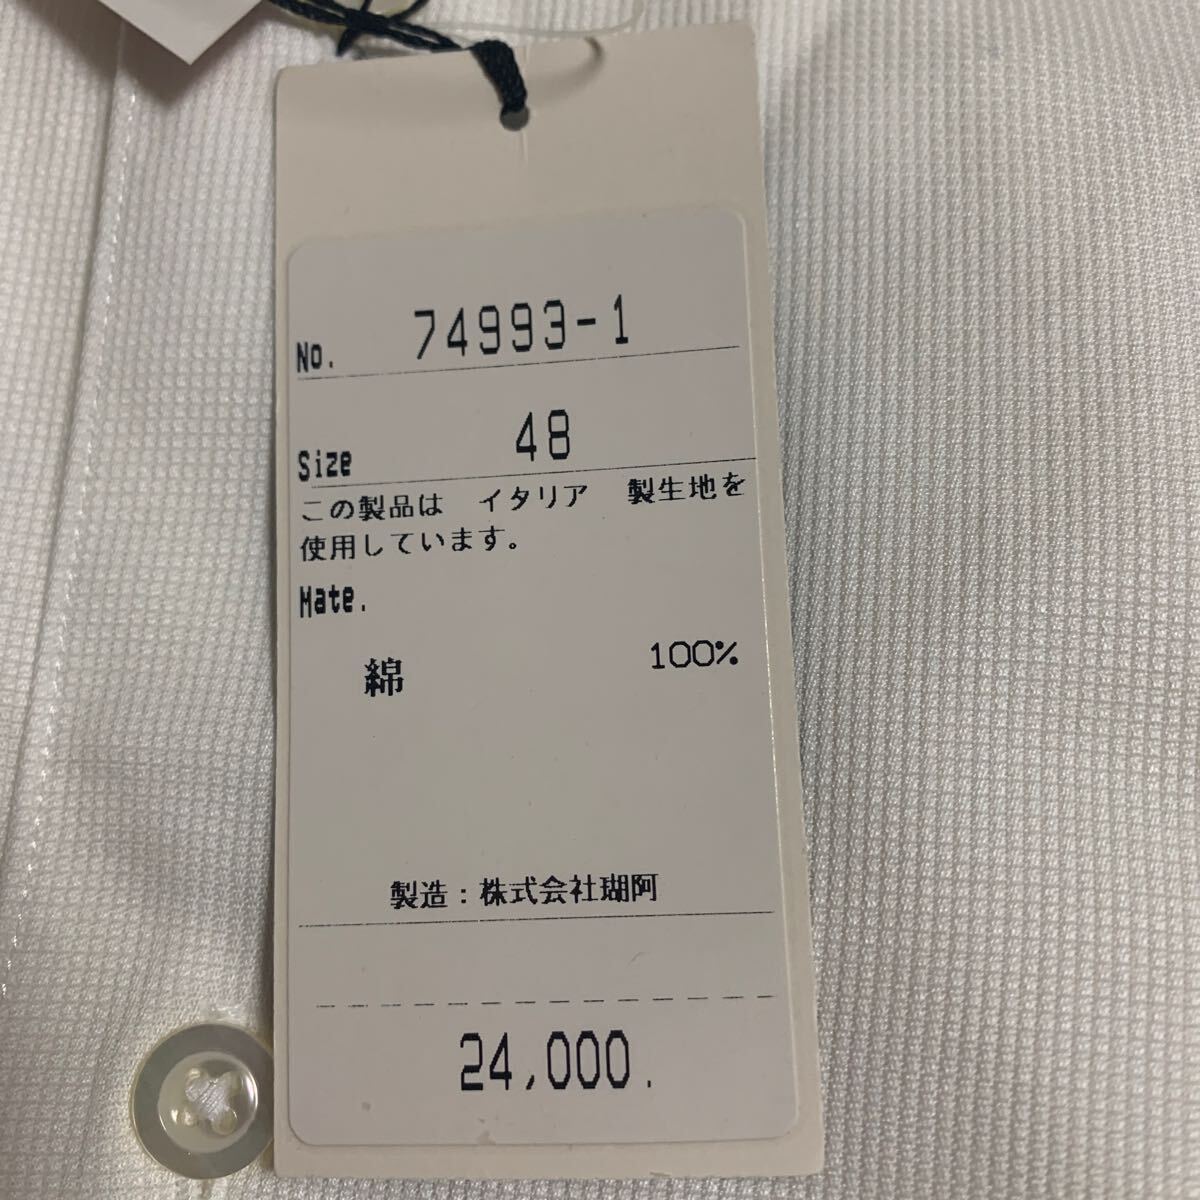 No. 74993-1
Size 48
この製品は イタリア 製生地を
使用しています。
Mate.
綿 100%
製造：株式会社瑚阿
24,000.